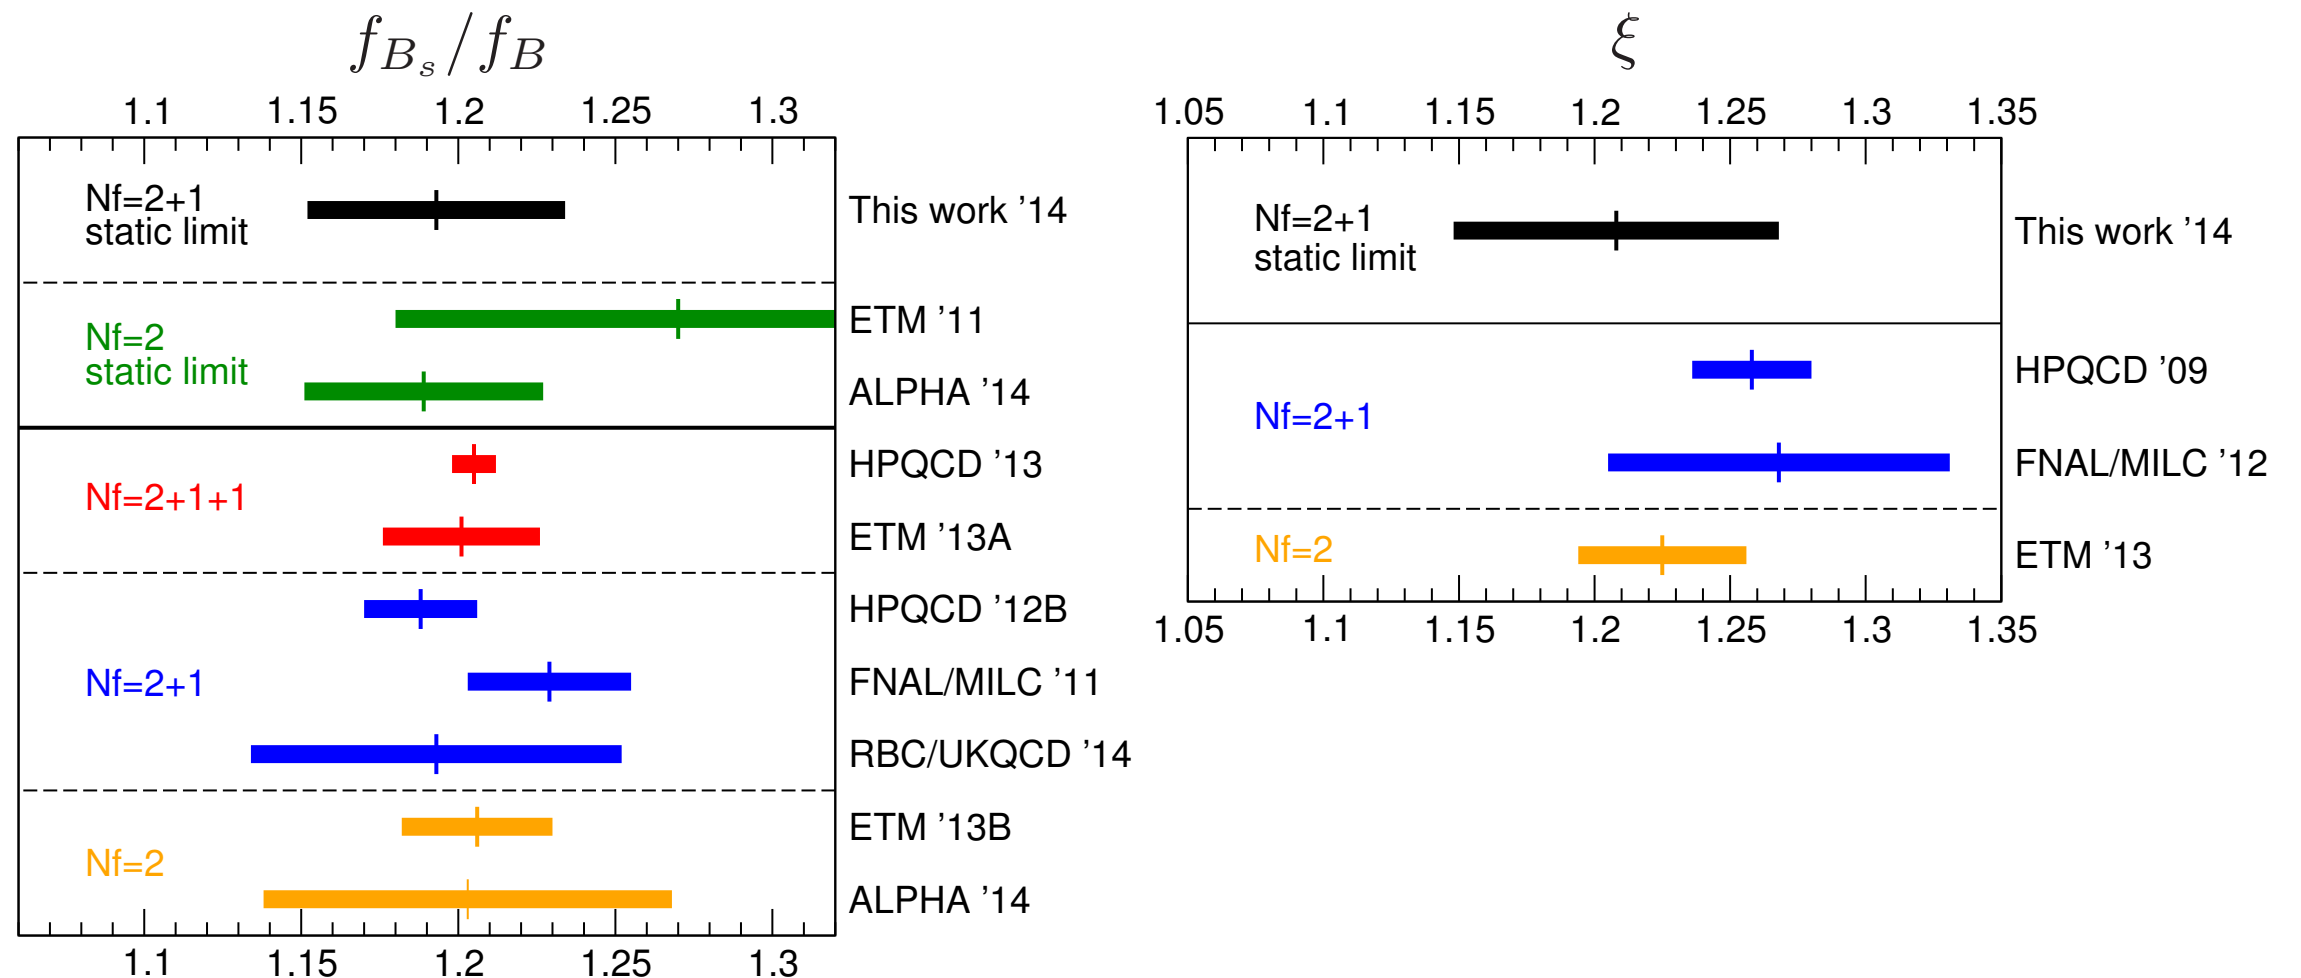 f_{B_s}/f_B
1.1 1.15 1.2 1.25 1.3
Nf=2+1
static limit
This work ’14
Nf=2
static limit
ETM ’11
ALPHA ’14
Nf=2+1+1
HPQCD ’13
ETM ’13A
Nf=2+1
HPQCD ’12B
FNAL/MILC ’11
RBC/UKQCD ’14
Nf=2
ETM ’13B
ALPHA ’14
1.1 1.15 1.2 1.25 1.3
ξ
1.05 1.1 1.15 1.2 1.25 1.3 1.35
Nf=2+1
static limit
This work ’14
Nf=2+1
HPQCD ’09
FNAL/MILC ’12
Nf=2
ETM ’13
1.05 1.1 1.15 1.2 1.25 1.3 1.35